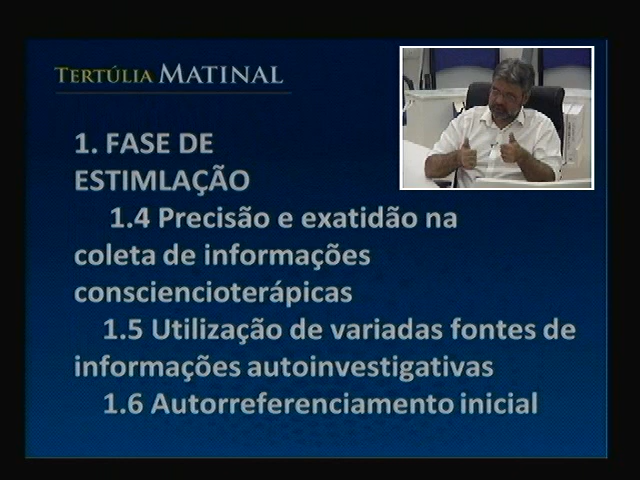 TERTÚLIA MATINAL
1. FASE DE
ESTIMLAÇÃO
1.4 Precisão e exatidão na
coleta de informações
consciencioterápicas
1.5 Utilização de variadas fontes de
informações autoinvestigativas
1.6 Autorreferenciamento inicial